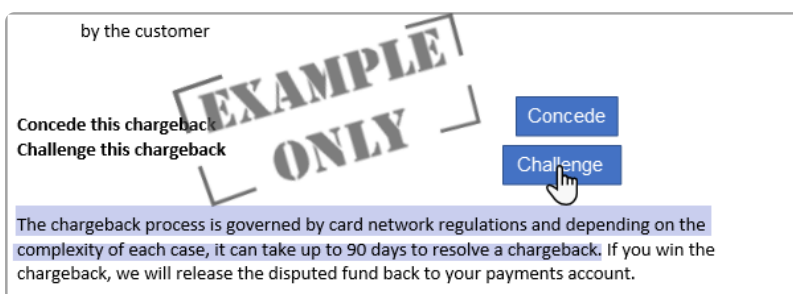 by the customer
EXAMPLE
ONLY
Concede this chargeback
Concede
Challenge this chargeback
Challenge
The chargeback process is governed by card network regulations and depending on the
complexity of each case, it can take up to 90 days to resolve a chargeback. If you win the
chargeback, we will release the disputed fund back to your payments account.